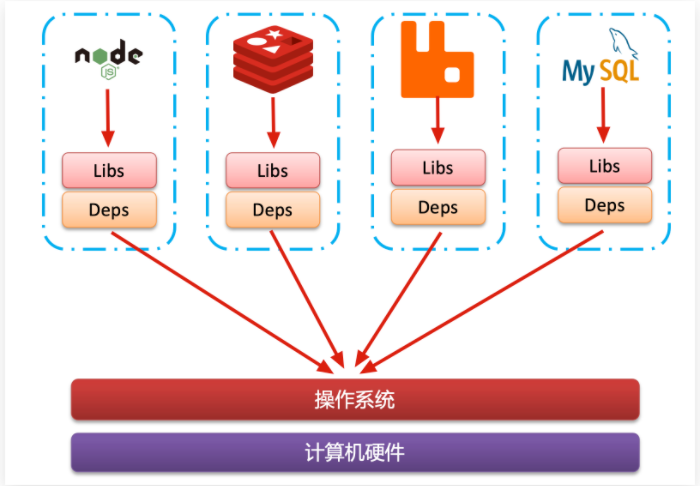 node
JS
MySQL
Libs
Libs
Libs
Libs
Deps
Deps
Deps
Deps
操作系统
计算机硬件